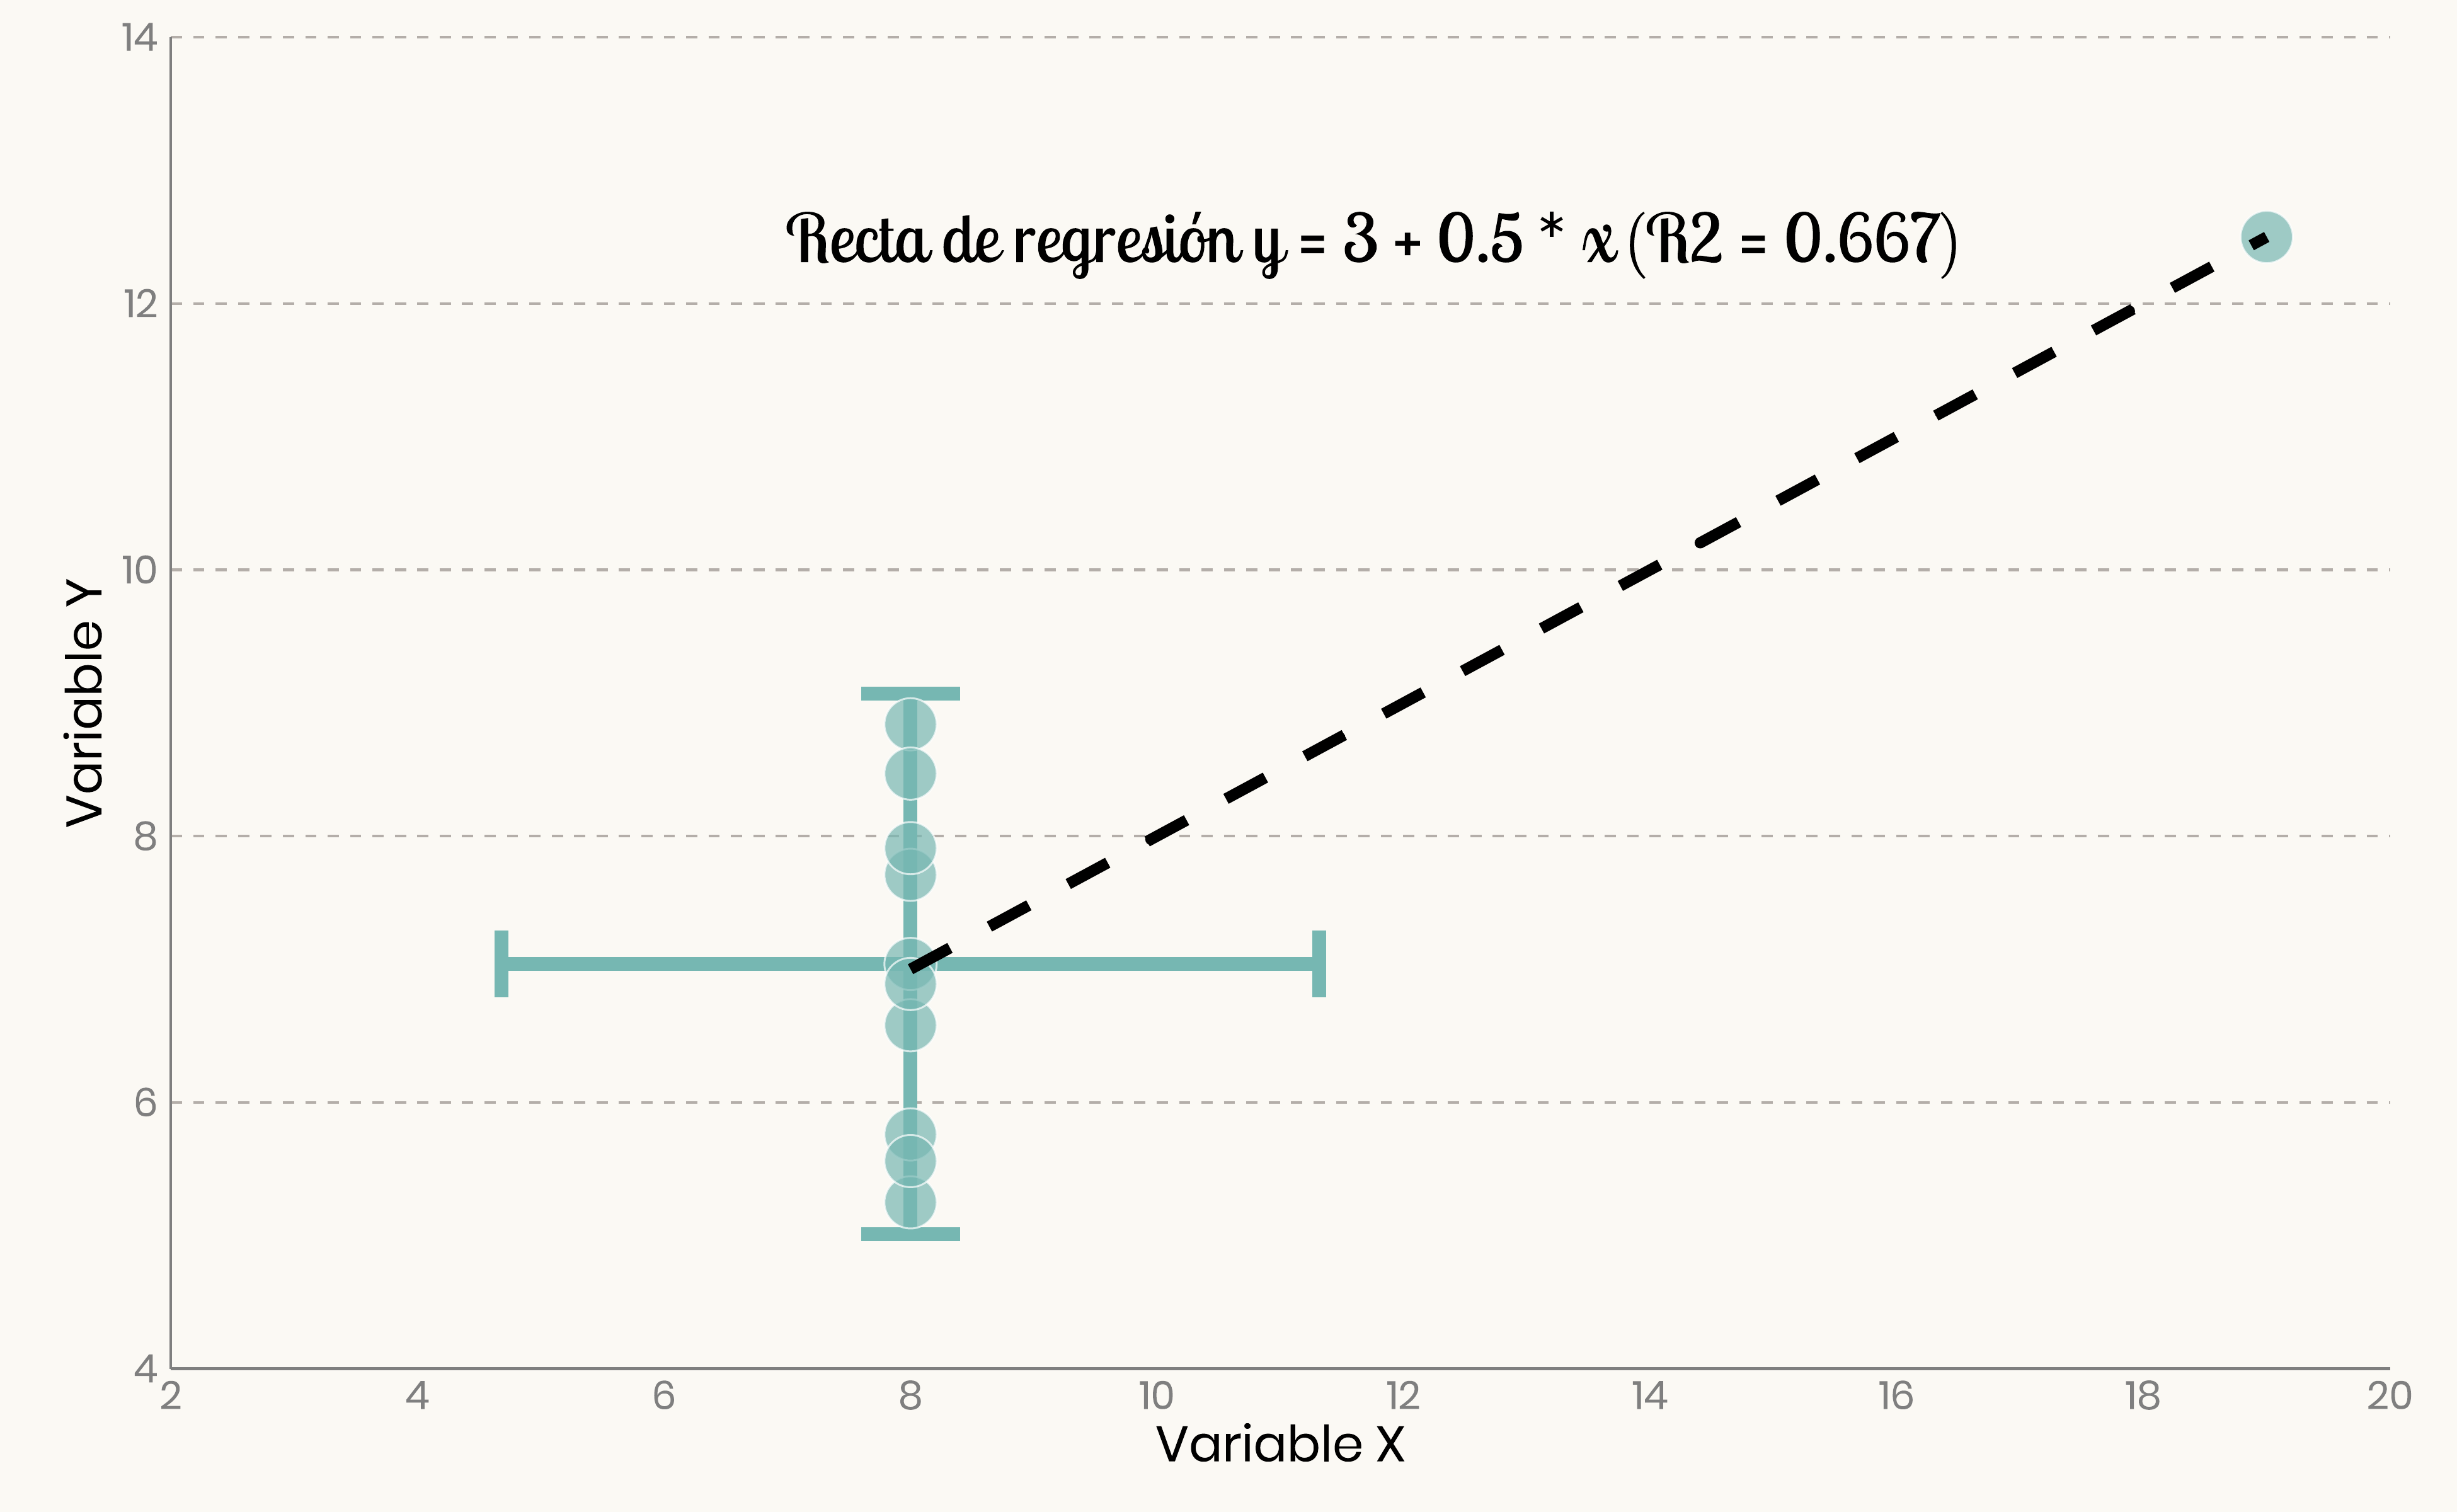 14
Recta de regresión y = 3 + 0.5 * x (R2 = 0.667)
12
10
8
6
4
Variable Y
2 4 6 8 10 12 14 16 18 20
Variable X